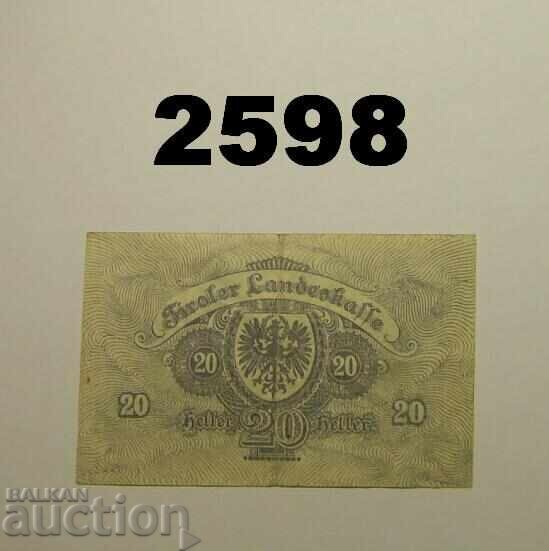 2598
Tiroler Landeskasse
20 20
20 Heller 20 Heller 20
BALKAN
auction